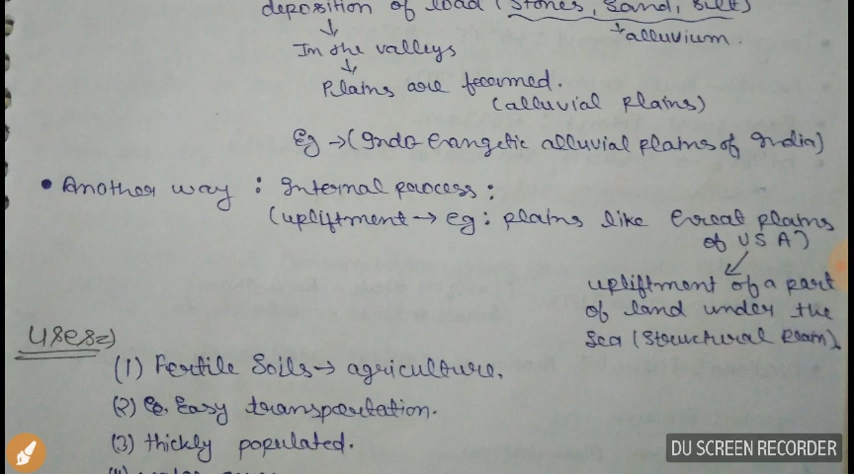 deposition of load (Stones, Sand, Silt)
↓ → alluvium.
In the valleys
↓
Plains are formed.
(alluvial Plains)
Eg → (Indo Gangetic alluvial plains of India)
• Another way : Internal process :
(upliftment → eg : plains like Great plains
of USA)
upliftment of a part
of land under the
Sea (Structural Plain).
Uses =)
(1) Fertile Soils → agriculture.
(2) Easy transportation.
(3) thickly populated.
DU SCREEN RECORDER